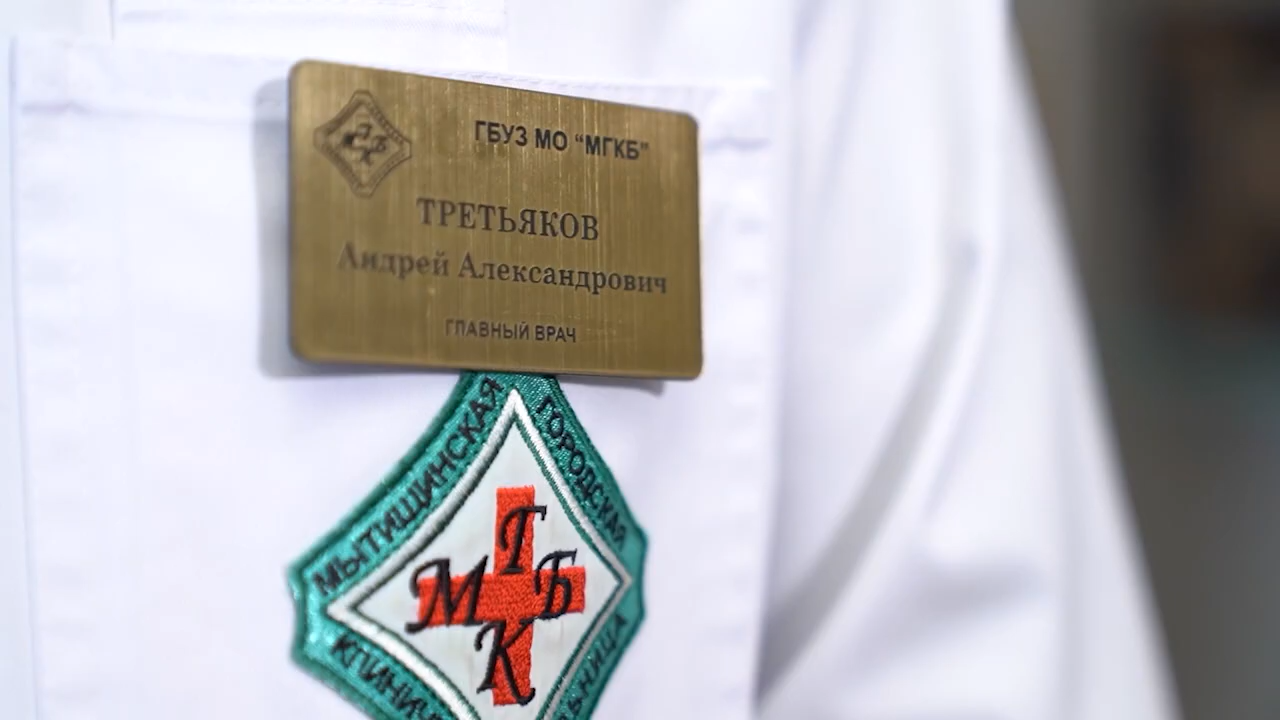 ГБУЗ МО “МГКБ”
ТРЕТЬЯКОВ
Андрей Александрович
ГЛАВНЫЙ ВРАЧ
МЫТИЩИНСКАЯ
ГОРОДСКАЯ
МГКБ